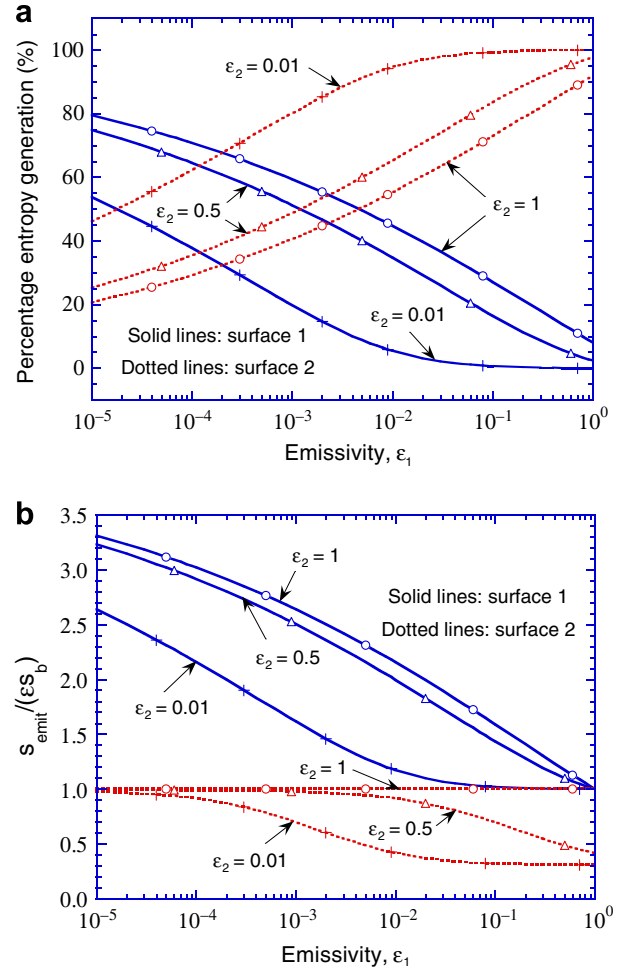 a
Percentage entropy generation (%)
100
80
60
40
20
0
ε₂ = 0.01
ε₂ = 0.5
ε₂ = 1
ε₂ = 0.01
Solid lines: surface 1
Dotted lines: surface 2
10⁻⁵ 10⁻⁴ 10⁻³ 10⁻² 10⁻¹ 10⁰
Emissivity, ε₁
b
s_emit/(εs_b)
3.5
3.0
2.5
2.0
1.5
1.0
0.5
0.0
ε₂ = 1
Solid lines: surface 1
Dotted lines: surface 2
ε₂ = 0.5
ε₂ = 0.01
ε₂ = 1
ε₂ = 0.5
ε₂ = 0.01
10⁻⁵ 10⁻⁴ 10⁻³ 10⁻² 10⁻¹ 10⁰
Emissivity, ε₁